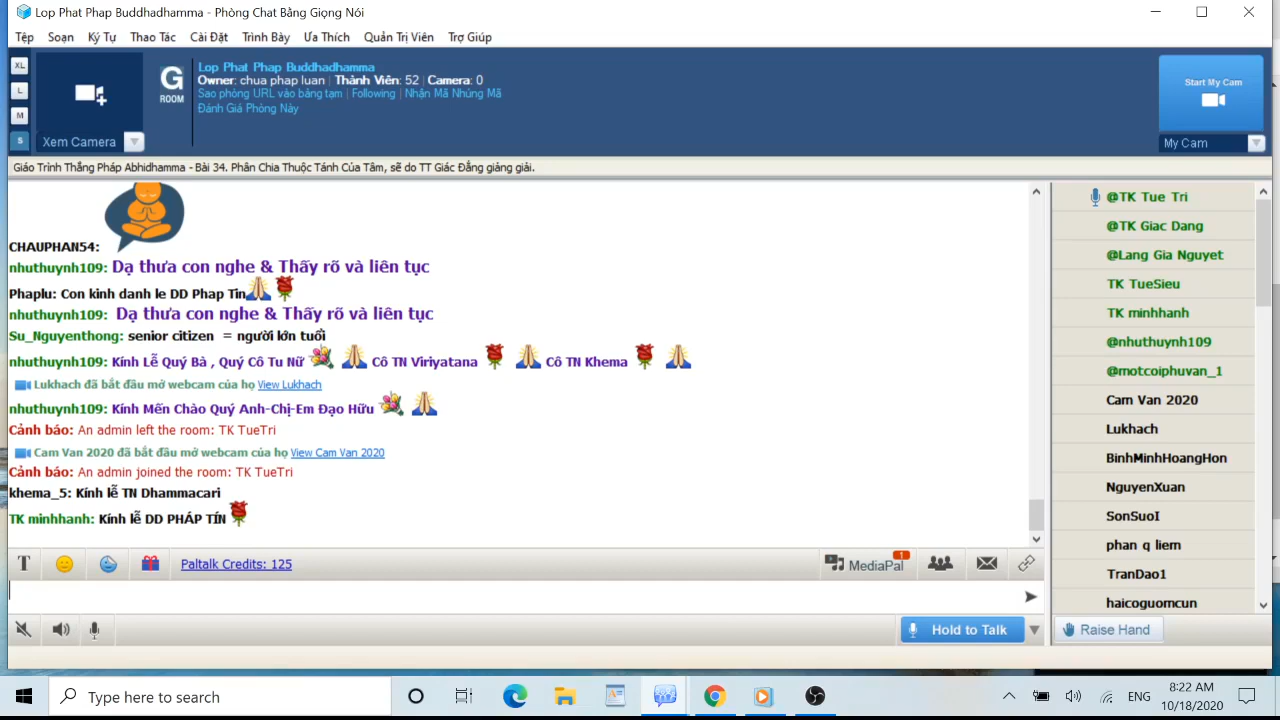 Lop Phat Phap Buddhadhamma - Phòng Chat Bằng Giọng Nói
Tệp Soạn Ký Tự Thao Tác Cài Đặt Trình Bày Ưa Thích Quản Trị Viên Trợ Giúp
XL
L
M
S
Xem Camera
G
ROOM
Lop Phat Phap Buddhadhamma
Owner: chua phap luan | Thành Viên: 52 | Camera: 0
Sao phòng URL vào bảng tạm | Following | Nhận Mã Nhúng Mã
Đánh Giá Phòng Này
Start My Cam
My Cam
Giáo Trình Thắng Pháp Abhidhamma - Bài 34. Phân Chia Thuộc Tánh Của Tâm, sẽ do TT Giác Đẳng giảng giải.
CHAUPHAN54:
nhuthuynh109: Dạ thưa con nghe & Thấy rõ và liên tục
Phaplu: Con kinh danh le DD Phap Tin
nhuthuynh109: Dạ thưa con nghe & Thấy rõ và liên tục
Su_Nguyenthong: senior citizen = người lớn tuổi
nhuthuynh109: Kính Lễ Quý Bà , Quý Cô Tu Nữ Cô TN Viriyatana Cô TN Khema
Lukhach đã bắt đầu mở webcam của họ View Lukhach
nhuthuynh109: Kính Mến Chào Quý Anh-Chị-Em Đạo Hữu
Cảnh báo: An admin left the room: TK TueTri
Cam Van 2020 đã bắt đầu mở webcam của họ View Cam Van 2020
Cảnh báo: An admin joined the room: TK TueTri
khema_5: Kính lễ TN Dhammacari
TK minhhanh: Kính lễ DD PHÁP TÍN
@TK Tue Tri
@TK Giac Dang
@Lang Gia Nguyet
TK TueSieu
TK minhhanh
@nhuthuynh109
@motcoiphuvan_1
Cam Van 2020
Lukhach
BinhMinhHoangHon
NguyenXuan
SonSuoI
phan q liem
TranDao1
haicoguomcun
T Paltalk Credits: 125 MediaPal 1
Hold to Talk Raise Hand
Type here to search
ENG
8:22 AM
10/18/2020